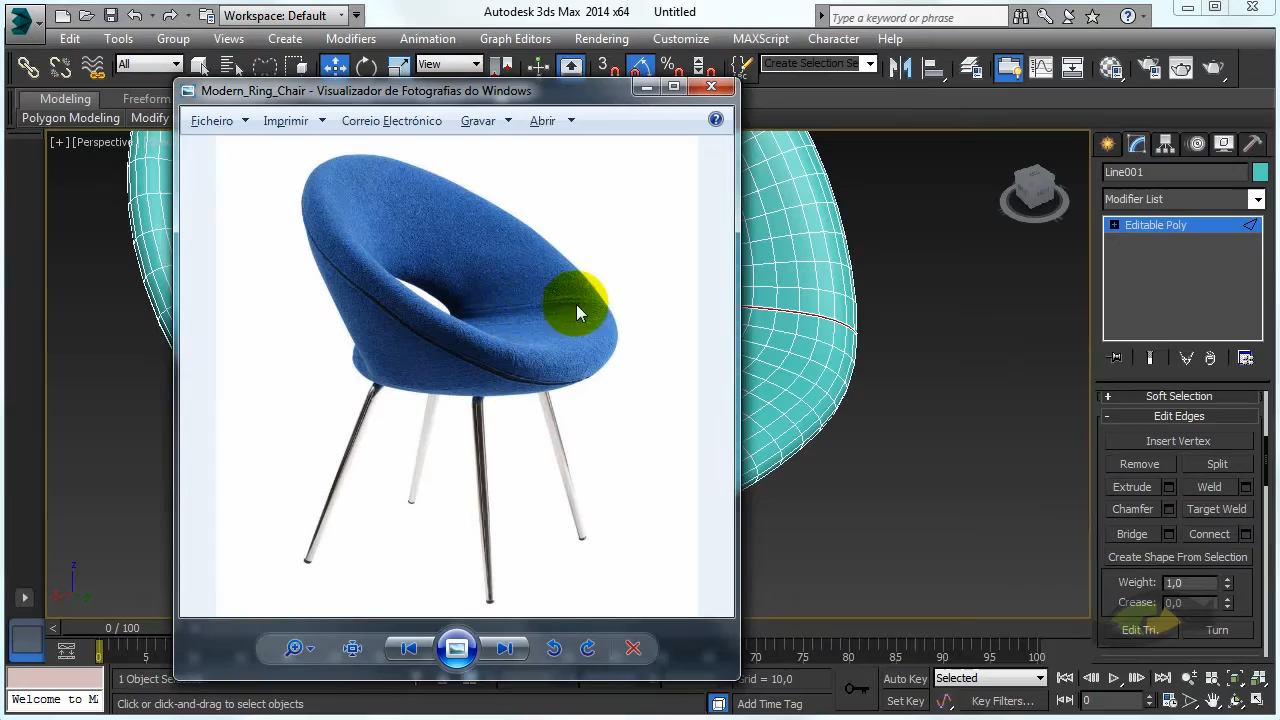 Workspace: Default
Autodesk 3ds Max 2014 x64
Untitled
Type a keyword or phrase
Edit
Tools
Group
Views
Create
Modifiers
Animation
Graph Editors
Rendering
Customize
MAXScript
Character
Help
All
View
3
Create Selection Se
Modeling
Freeform
Polygon Modeling
Modify
[+] [Perspective
Modern_Ring_Chair - Visualizador de Fotografias do Windows
Ficheiro
Imprimir
Correio Electrónico
Gravar
Abrir
Line001
Modifier List
Editable Poly
+ Soft Selection
- Edit Edges
Insert Vertex
Remove
Split
Extrude
Weld
Chamfer
Target Weld
Bridge
Connect
Create Shape From Selection
Weight: 1,0
Crease: 0,0
Edit Tri.
Turn
z
0 / 100
0
5
70
75
80
85
90
95
100
1 Object Se
Grid = 10,0
Auto Key
Selected
Welcome to M
Click or click-and-drag to select objects
Add Time Tag
Set Key
Key Filters...
0